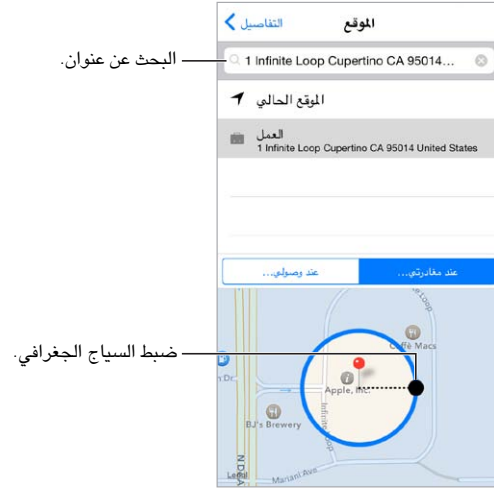 الموقع
التفاصيل
البحث عن عنوان.
1 Infinite Loop Cupertino CA 95014...
الموقع الحالي
العمل
1 Infinite Loop Cupertino CA 95014 United States
عند مغادرتي...
عند وصولي...
Loop
Caffè Macs
ضبط السياج الجغرافي.
Apple, Inc.
Infinite Loop
BJ's Brewery
N D
Mariani Ave
Legal